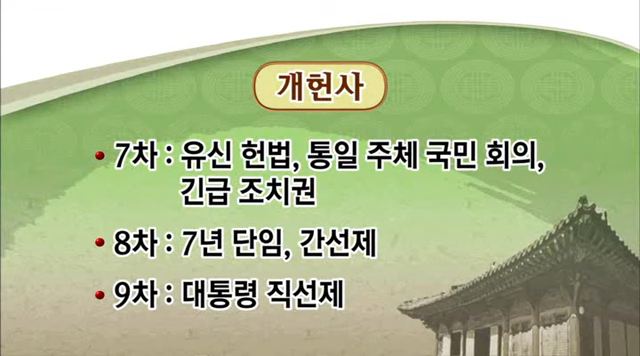 개헌사
• 7차 : 유신 헌법, 통일 주체 국민 회의,
긴급 조치권
• 8차 : 7년 단임, 간선제
• 9차 : 대통령 직선제